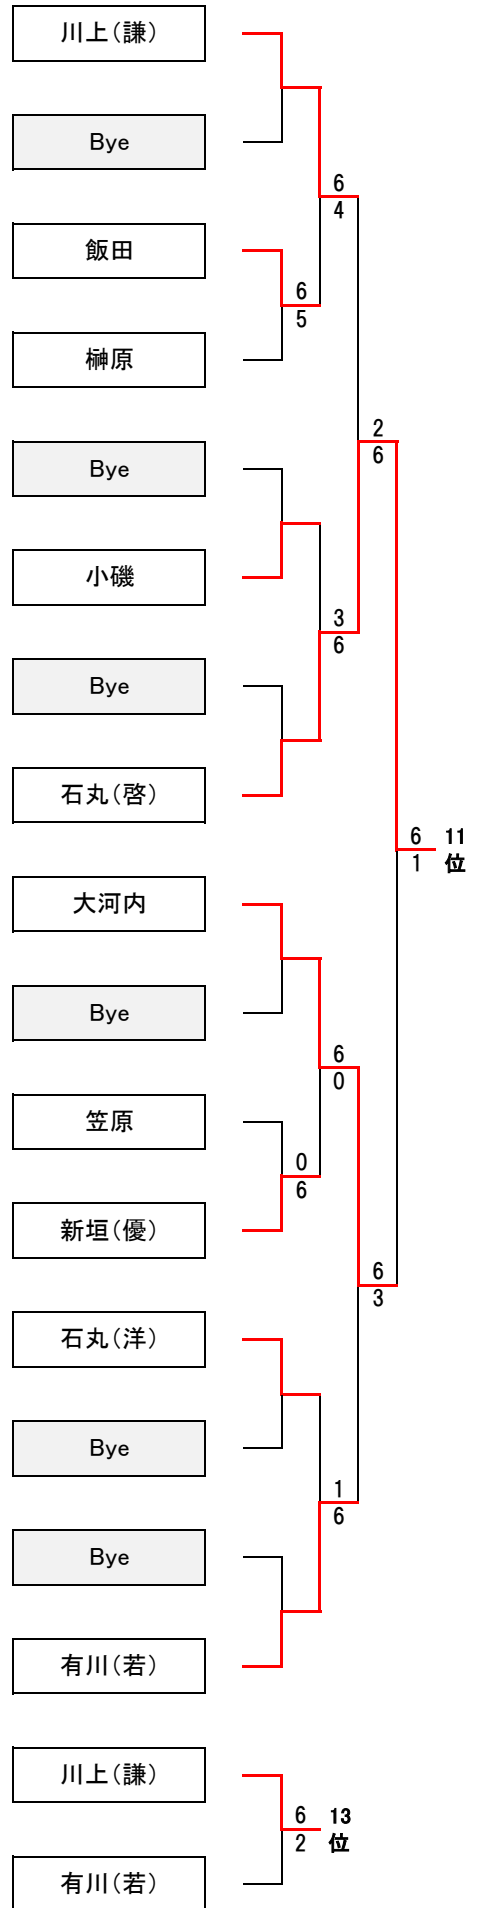 川上（謙）
Bye
6
4
飯田
6
5
榊原
2
6
Bye
小磯
3
6
Bye
石丸（啓）
6 11
1 位
大河内
Bye
6
0
笠原
0
6
新垣（優）
6
3
石丸（洋）
Bye
1
6
Bye
有川（若）
川上（謙）
6 13
2 位
有川（若）